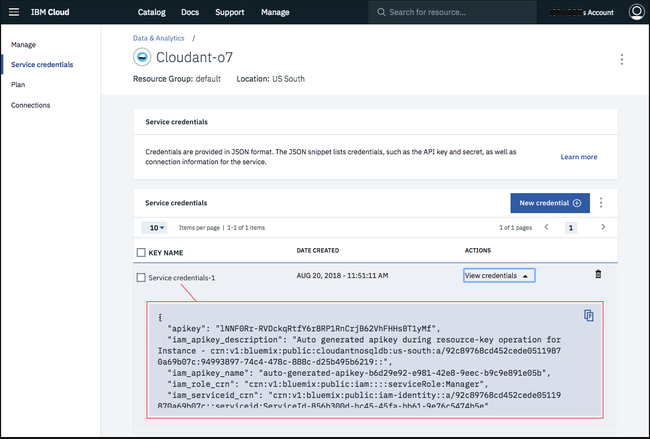 IBM Cloud
Catalog Docs Support Manage
Search for resource...
s Account
Manage
Service credentials
Plan
Connections
Data & Analytics /
Cloudant-o7
Resource Group: default Location: US South
Service credentials
Credentials are provided in JSON format. The JSON snippet lists credentials, such as the API key and secret, as well as
connection information for the service.
Learn more
Service credentials
New credential
10 Items per page | 1-1 of 1 items 1 of 1 pages 1
KEY NAME DATE CREATED ACTIONS
Service credentials-1 AUG 20, 2018 - 11:51:11 AM View credentials
{
"apikey": "lNNF0Rr-RVDckqRtfY6r8RP1RnCrjB62VhFHHs8T1yMf",
"iam_apikey_description": "Auto generated apikey during resource-key operation for
Instance - crn:v1:bluemix:public:cloudantnosqldb:us-south:a/92c89768cd452cede0511987
0a69b07c:94993897-74c4-478c-888c-d25b495b6219::",
"iam_apikey_name": "auto-generated-apikey-b6d29e92-e981-42e8-9eec-b9c9e891e05b",
"iam_role_crn": "crn:v1:bluemix:public:iam::::serviceRole:Manager",
"iam_serviceid_crn": "crn:v1:bluemix:public:iam-identity::a/92c89768cd452cede05119
870a69b07c::serviceid:ServiceId-856b300d-bc45-45fa-bb61-9e76c5474b5e",